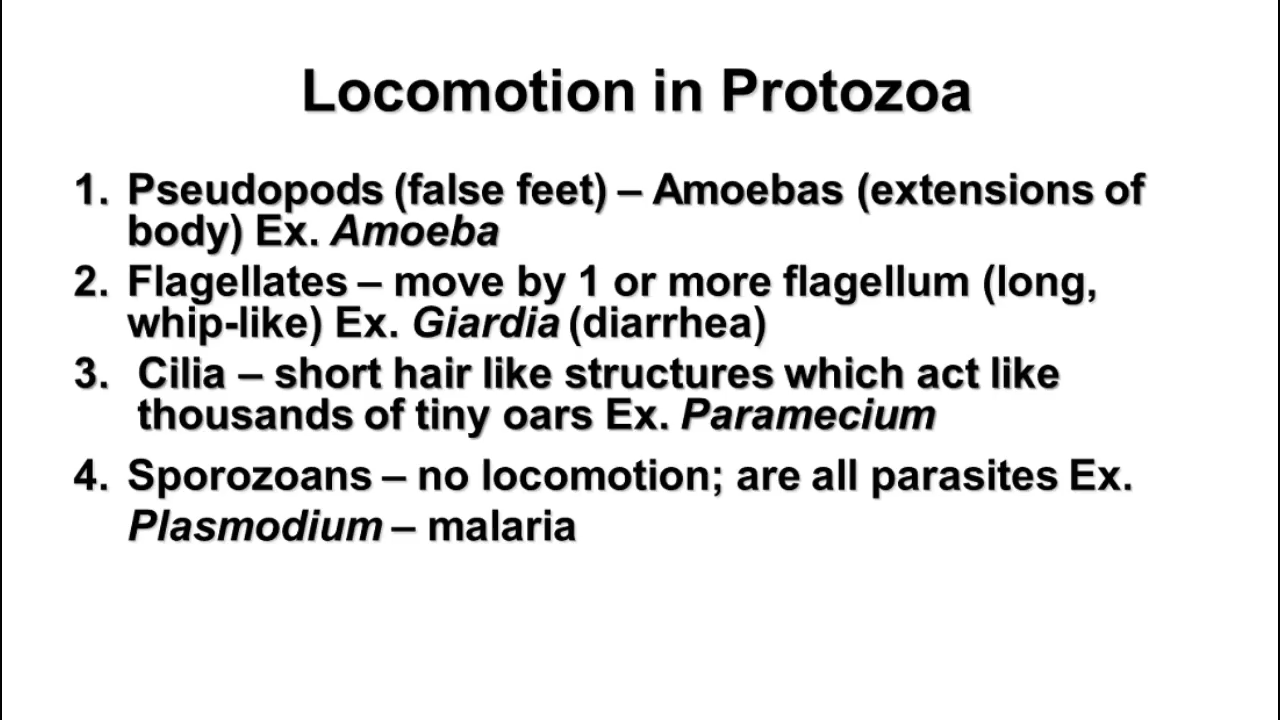 Locomotion in Protozoa
1. Pseudopods (false feet) – Amoebas (extensions of
body) Ex. Amoeba
2. Flagellates – move by 1 or more flagellum (long,
whip-like) Ex. Giardia (diarrhea)
3. Cilia – short hair like structures which act like
thousands of tiny oars Ex. Paramecium
4. Sporozoans – no locomotion; are all parasites Ex.
Plasmodium – malaria